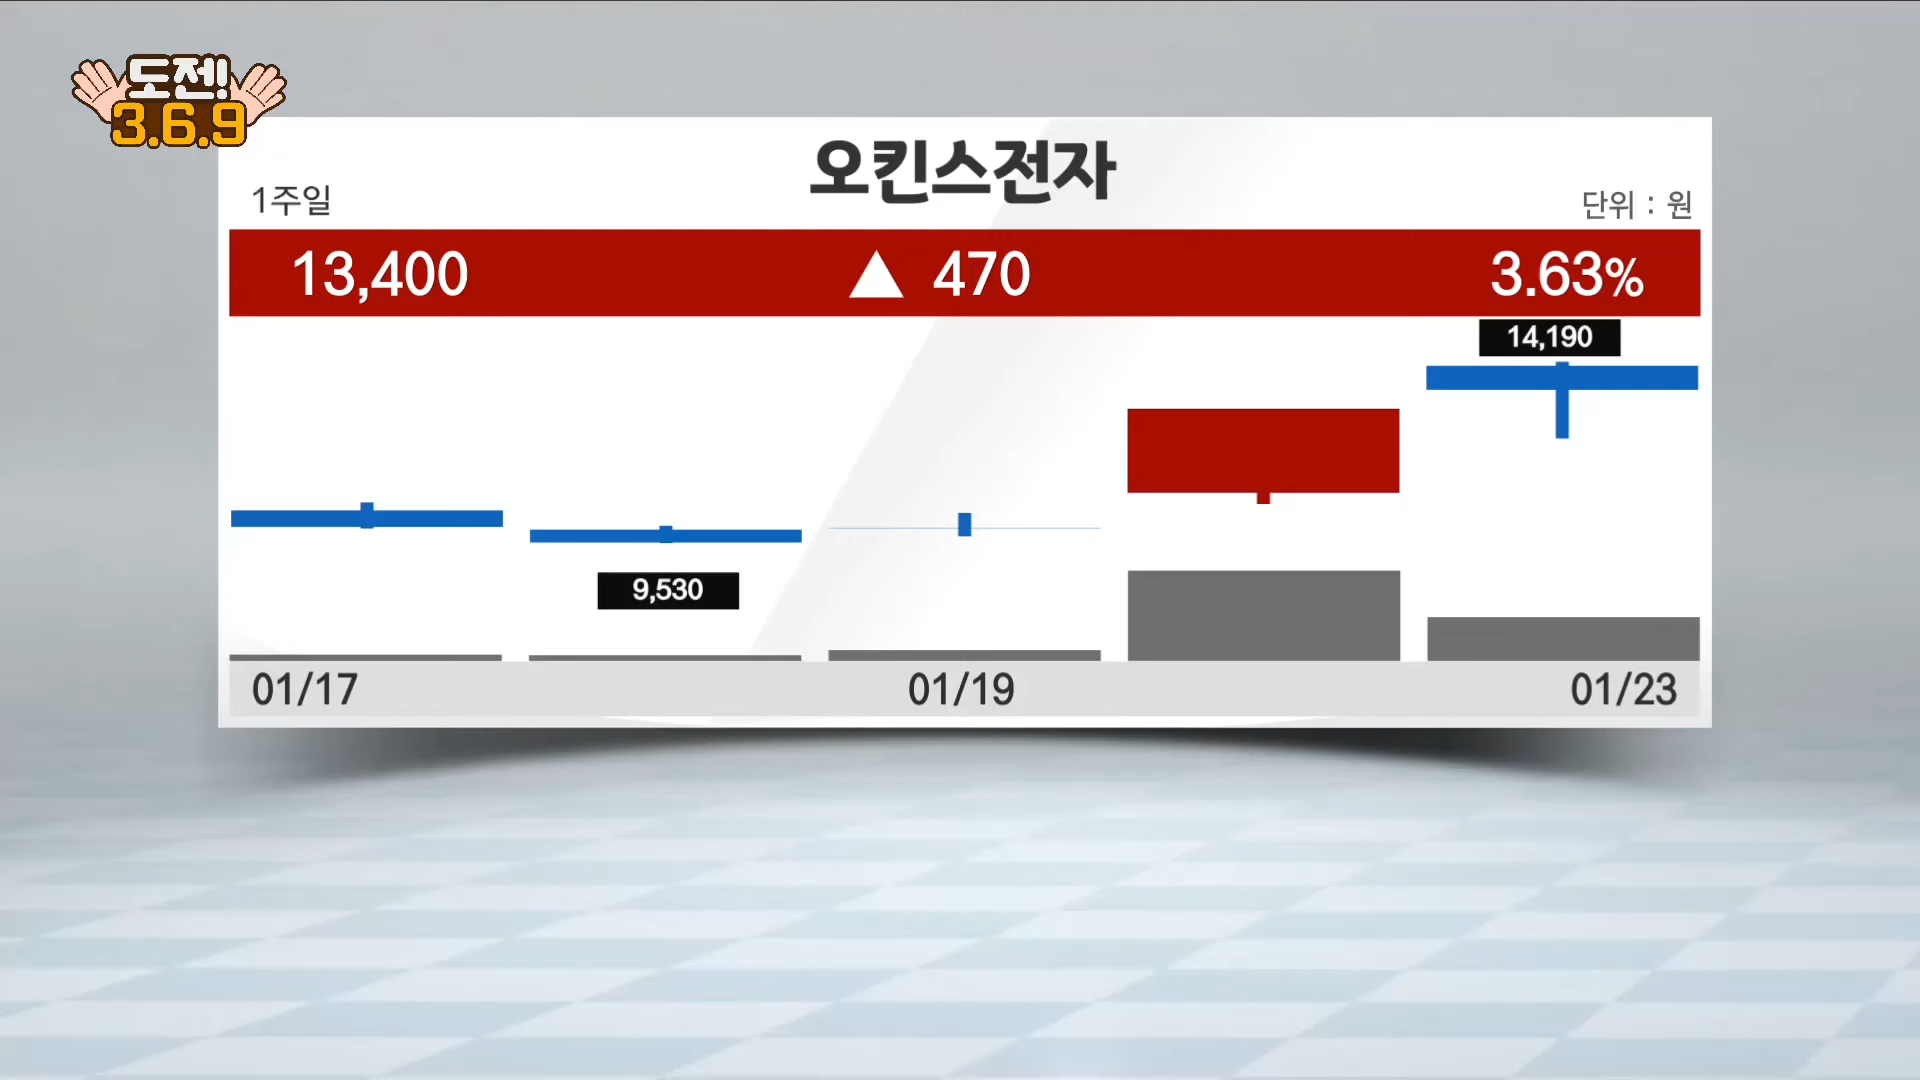 도젠!
3.6.9
오킨스전자
1주일
단위 : 원
13,400 ▲ 470 3.63%
14,190
9,530
01/17 01/19 01/23